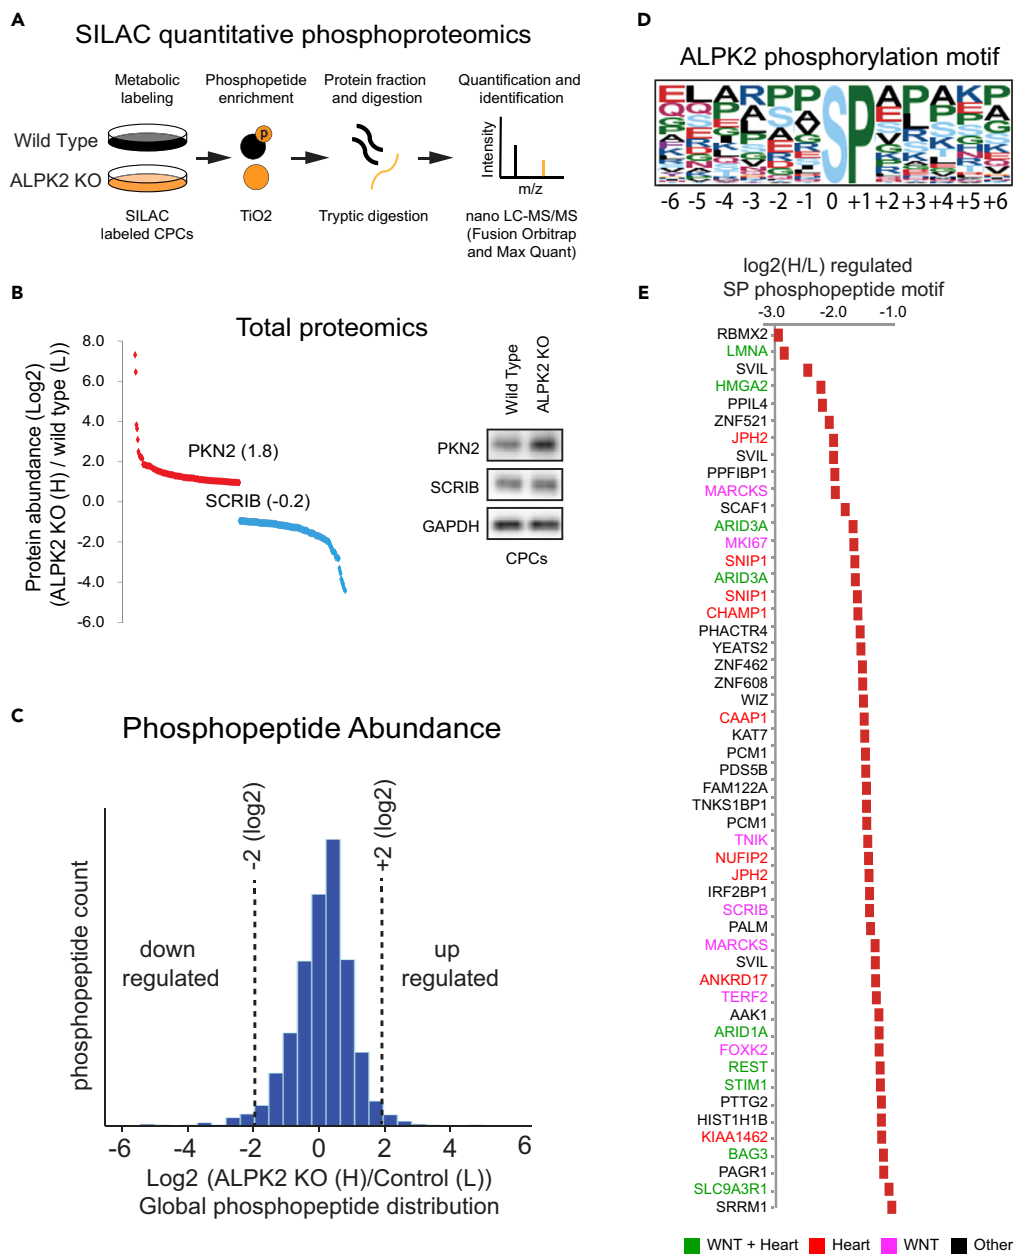 A
SILAC quantitative phosphoproteomics
Metabolic
labeling
Phosphopetide
enrichment
Protein fraction
and digestion
Quantification and
identification
Wild Type
ALPK2 KO
p
Intensity
m/z
SILAC
labeled CPCs
TiO2
Tryptic digestion
nano LC-MS/MS
(Fusion Orbitrap
and Max Quant)
B
Total proteomics
Protein abundance (Log2)
(ALPK2 KO (H) / wild type (L))
8.0
6.0
4.0
2.0
0.0
-2.0
-4.0
-6.0
PKN2 (1.8)
SCRIB (-0.2)
Wild Type
ALPK2 KO
PKN2
SCRIB
GAPDH
CPCs
C
Phosphopeptide Abundance
phosphopeptide count
-2 (log2)
+2 (log2)
down
regulated
up
regulated
-6 -4 -2 0 2 4 6
Log2 (ALPK2 KO (H)/Control (L))
Global phosphopeptide distribution
D
ALPK2 phosphorylation motif
E L A R P P S P A P A K P
-6 -5 -4 -3 -2 -1 0 +1 +2 +3 +4 +5 +6
E
log2(H/L) regulated
SP phosphopeptide motif
-3.0 -2.0 -1.0
RBMX2
LMNA
SVIL
HMGA2
PPIL4
ZNF521
JPH2
SVIL
PPFIBP1
MARCKS
SCAF1
ARID3A
MKI67
SNIP1
ARID3A
SNIP1
CHAMP1
PHACTR4
YEATS2
ZNF462
ZNF608
WIZ
CAAP1
KAT7
PCM1
PDS5B
FAM122A
TNKS1BP1
PCM1
TNIK
NUFIP2
JPH2
IRF2BP1
SCRIB
PALM
MARCKS
SVIL
ANKRD17
TERF2
AAK1
ARID1A
FOXK2
REST
STIM1
PTTG2
HIST1H1B
KIAA1462
BAG3
PAGR1
SLC9A3R1
SRRM1
WNT + Heart
Heart
WNT
Other